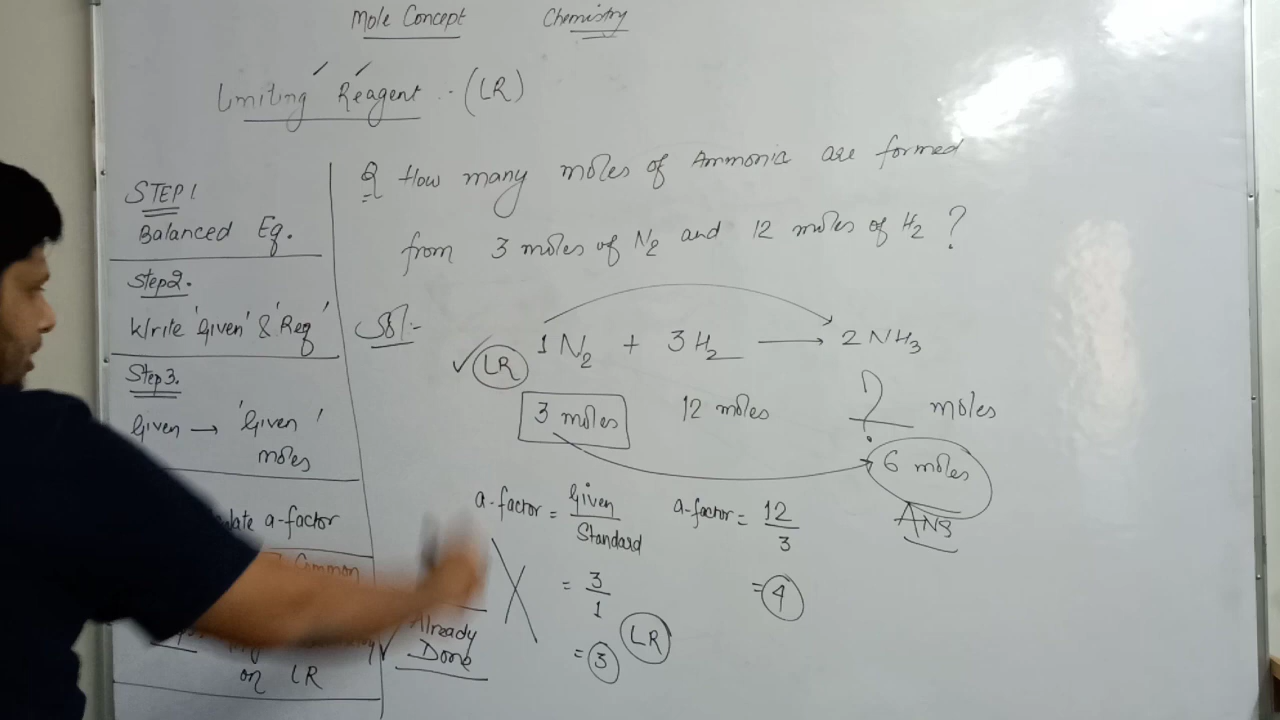 Mole Concept Chemistry
Limiting Reagent :- (LR)
STEP 1.
Balanced Eq.
Step 2.
Write 'Given' & 'Req'
Step 3.
Given → 'Given'
moles
a-factor
Common
on LR
Already
Done
Q How many moles of Ammonia are formed
from 3 moles of N2 and 12 moles of H2 ?
Sol:-
LR 1 N2 + 3 H2 → 2 NH3
3 moles 12 moles ? moles
6 moles
Ans
a-factor = Given / Standard a-factor = 12 / 3
= 3 / 1 = 4
= 3 LR